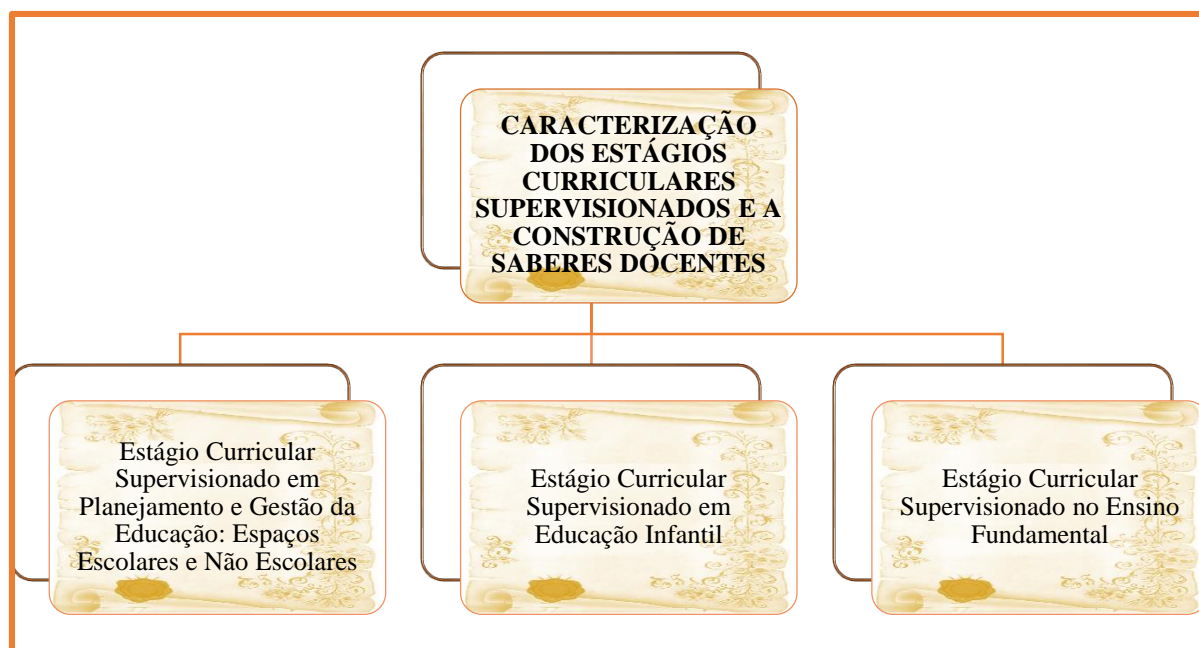 CARACTERIZAÇÃO
DOS ESTÁGIOS
CURRICULARES
SUPERVISIONADOS E A
CONSTRUÇÃO DE
SABERES DOCENTES
Estágio Curricular
Supervisionado em
Planejamento e Gestão da
Educação: Espaços
Escolares e Não Escolares
Estágio Curricular
Supervisionado em
Educação Infantil
Estágio Curricular
Supervisionado no Ensino
Fundamental